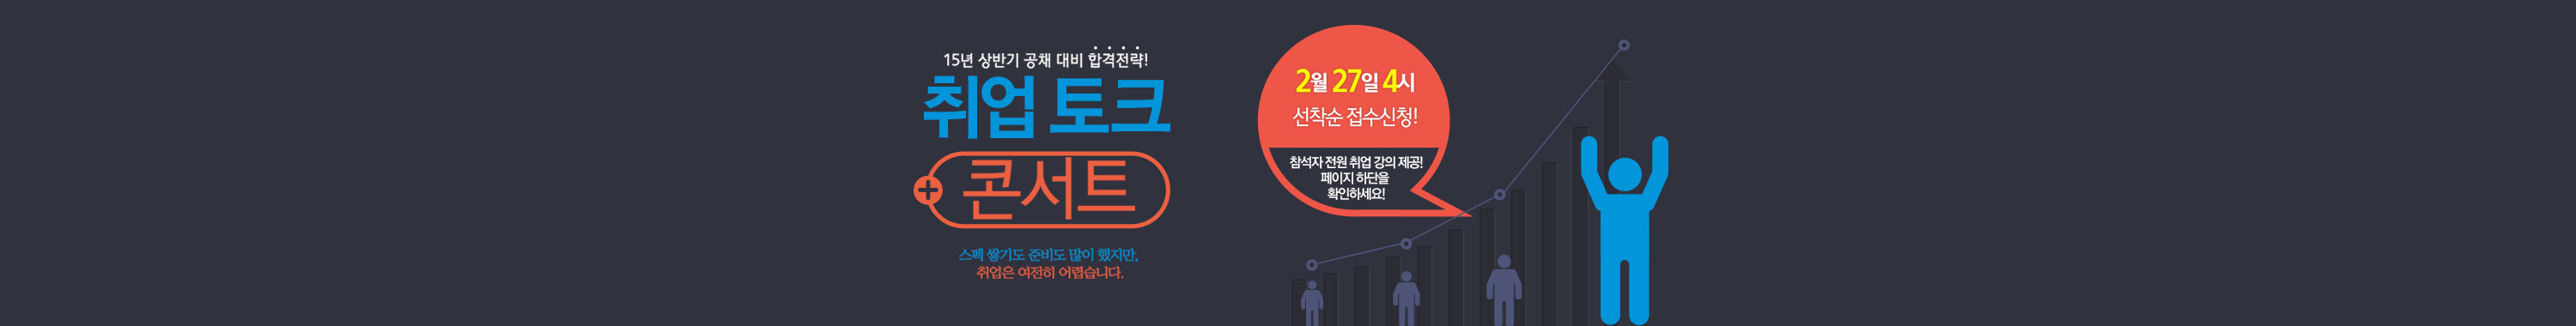 15년 상반기 공채 대비 합격전략!
취업 토크
콘서트
스펙 쌓기도 준비도 많이 했지만,
취업은 여전히 어렵습니다.
2월 27일 4시
선착순 접수신청!
참석자 전원 취업 강의 제공!
페이지 하단을
확인하세요!